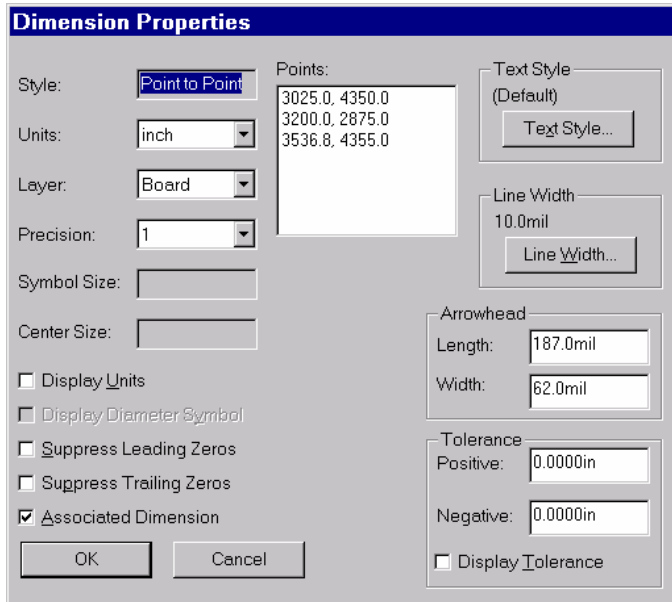 Dimension Properties
Style: Point to Point
Units: inch
Layer: Board
Precision: 1
Symbol Size:
Center Size:
Display Units
Display Diameter Symbol
Suppress Leading Zeros
Suppress Trailing Zeros
Associated Dimension
OK Cancel
Points:
3025.0, 4350.0
3200.0, 2875.0
3536.8, 4355.0
Text Style
(Default)
Text Style...
Line Width
10.0mil
Line Width...
Arrowhead
Length: 187.0mil
Width: 62.0mil
Tolerance
Positive: 0.0000in
Negative: 0.0000in
Display Tolerance